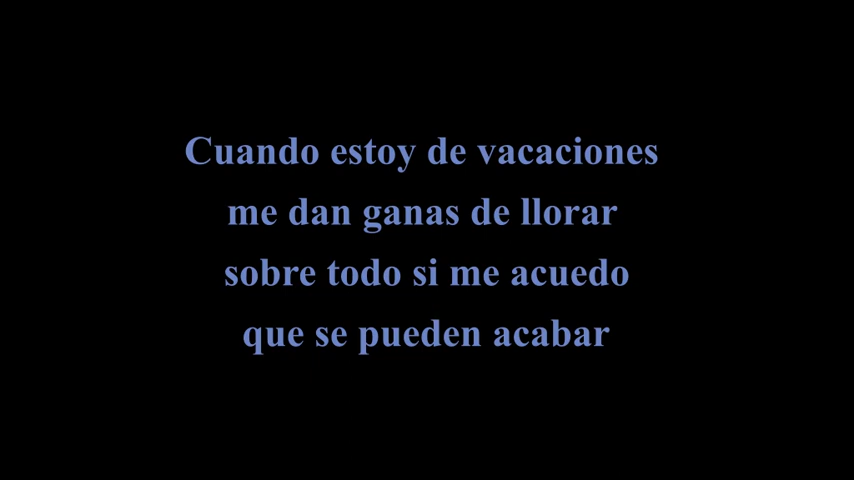 Cuando estoy de vacaciones
me dan ganas de llorar
sobre todo si me acuedo
que se pueden acabar